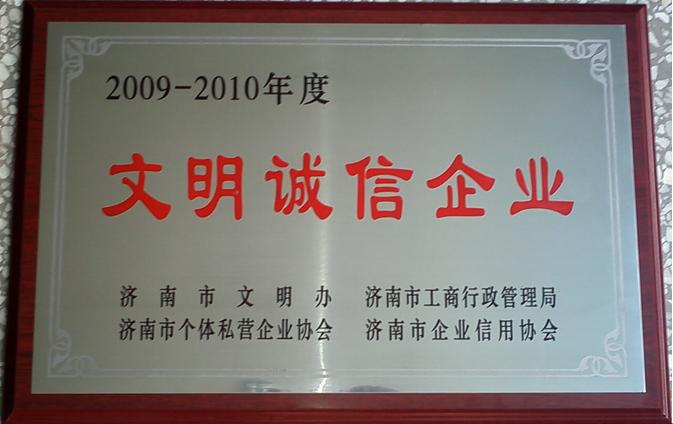 2009-2010年度
文明诚信企业
济南市文明办 济南市工商行政管理局
济南市个体私营企业协会 济南市企业信用协会